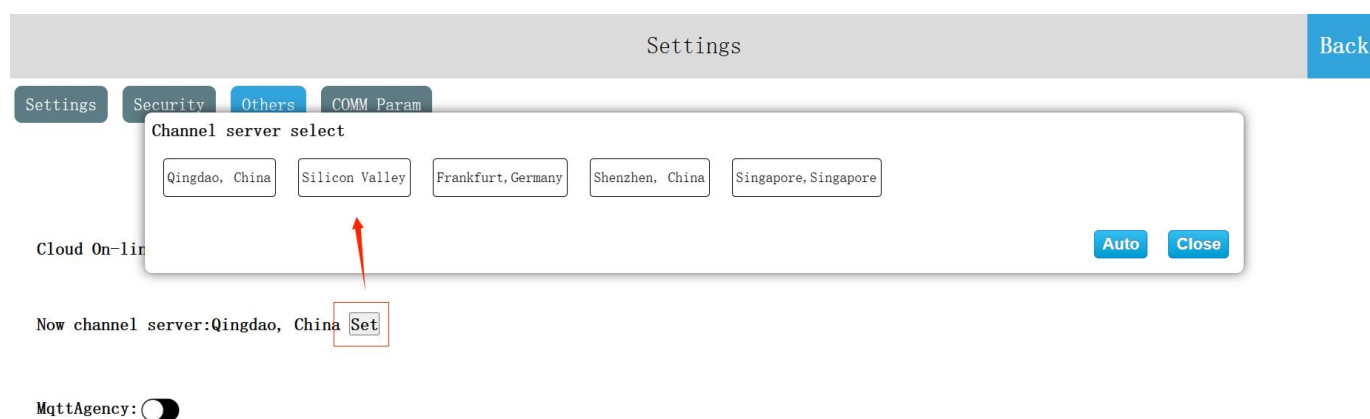 Settings
Back
Settings Security Others COMM Param
Channel server select
Qingdao, China Silicon Valley Frankfurt,Germany Shenzhen, China Singapore,Singapore
Auto Close
Cloud On-lin
Now channel server:Qingdao, China Set
MqttAgency: